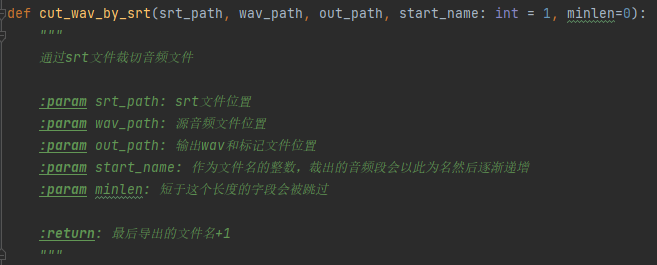 def cut_wav_by_srt(srt_path, wav_path, out_path, start_name: int = 1, minlen=0):
"""
通过srt文件裁切音频文件
:param srt_path: srt文件位置
:param wav_path: 源音频文件位置
:param out_path: 输出wav和标记文件位置
:param start_name: 作为文件名的整数，裁出的音频段会以此为名然后逐渐递增
:param minlen: 短于这个长度的字段会被跳过
:return: 最后导出的文件名+1
"""